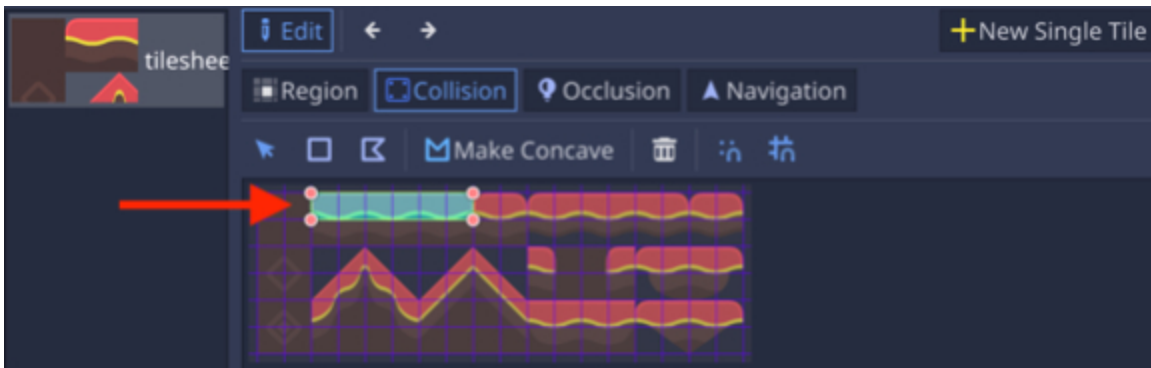 Edit
New Single Tile
tileshee
Region
Collision
Occlusion
Navigation
Make Concave